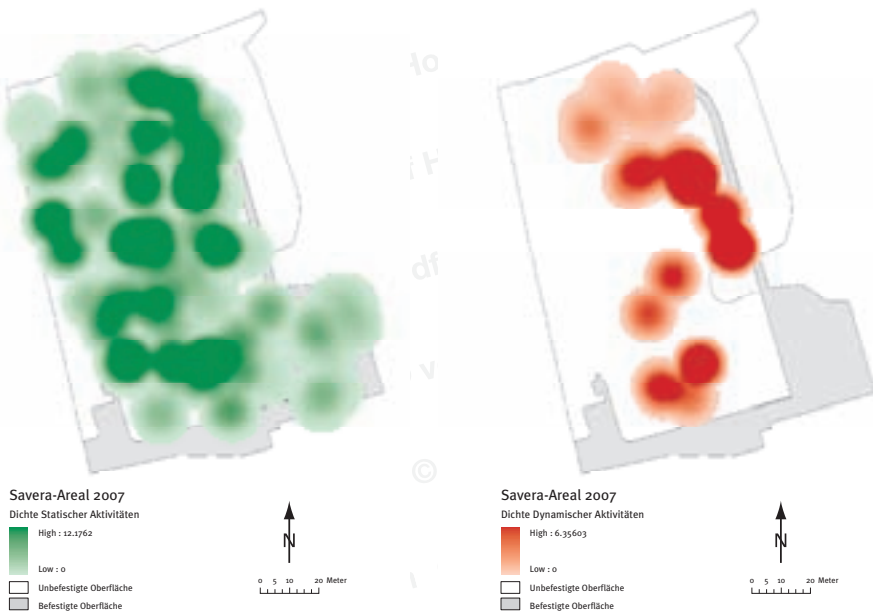 Savera-Areal 2007
Dichte Statischer Aktivitäten
High : 12.1762
Low : 0
Unbefestigte Oberfläche
Befestigte Oberfläche
N
0 5 10 20 Meter
Savera-Areal 2007
Dichte Dynamischer Aktivitäten
High : 6.35603
Low : 0
Unbefestigte Oberfläche
Befestigte Oberfläche
N
0 5 10 20 Meter
©